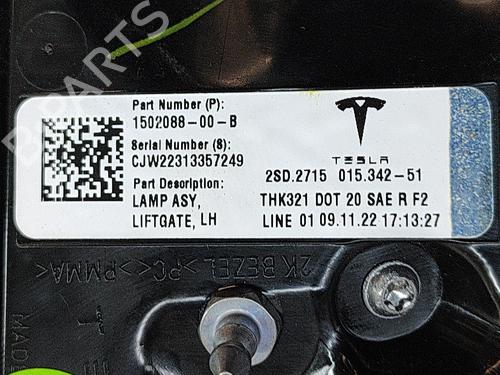 B-PARTS
Part Number (P):
1502088-00-B
Serial Number (S):
CJW22313357249
Part Description:
LAMP ASY,
LIFTGATE, LH
TESLA
2SD.2715 015.342-51
THK321 DOT 20 SAE R F2
LINE 01 09.11.22 17:13:27
2K BEZEL >PC< >PMMA<
MADE